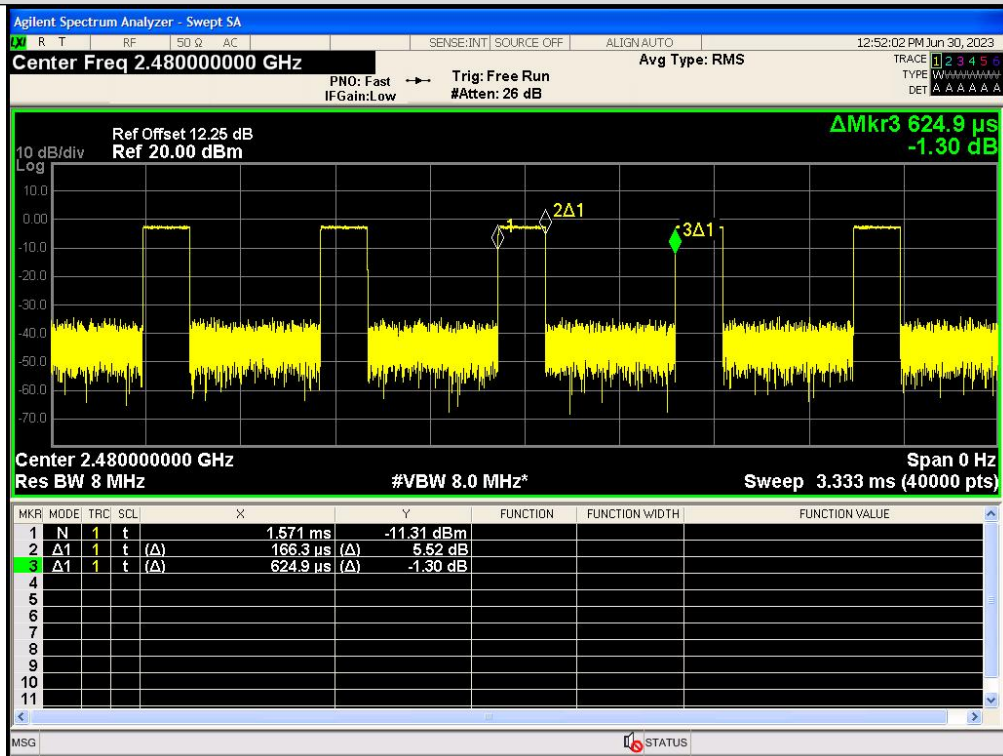 Agilent Spectrum Analyzer - Swept SA
LXI R T RF 50 Ω AC SENSE:INT SOURCE OFF ALIGN AUTO 12:52:02 PM Jun 30, 2023
Center Freq 2.480000000 GHz Avg Type: RMS TRACE 1 2 3 4 5 6
PNO: Fast Trig: Free Run TYPE W
IFGain:Low #Atten: 26 dB DET A A A A A A
ΔMkr3 624.9 µs
-1.30 dB
Ref Offset 12.25 dB
10 dB/div Ref 20.00 dBm
Log
10.0
0.00
-10.0
-20.0
-30.0
-40.0
-50.0
-60.0
-70.0
1
2Δ1
3Δ1
Center 2.480000000 GHz Span 0 Hz
Res BW 8 MHz #VBW 8.0 MHz* Sweep 3.333 ms (40000 pts)
MKR MODE TRC SCL X Y FUNCTION FUNCTION WIDTH FUNCTION VALUE
1 N 1 t 1.571 ms -11.31 dBm
2 Δ1 1 t (Δ) 166.3 µs (Δ) 5.52 dB
3 Δ1 1 t (Δ) 624.9 µs (Δ) -1.30 dB
4
5
6
7
8
9
10
11
MSG STATUS